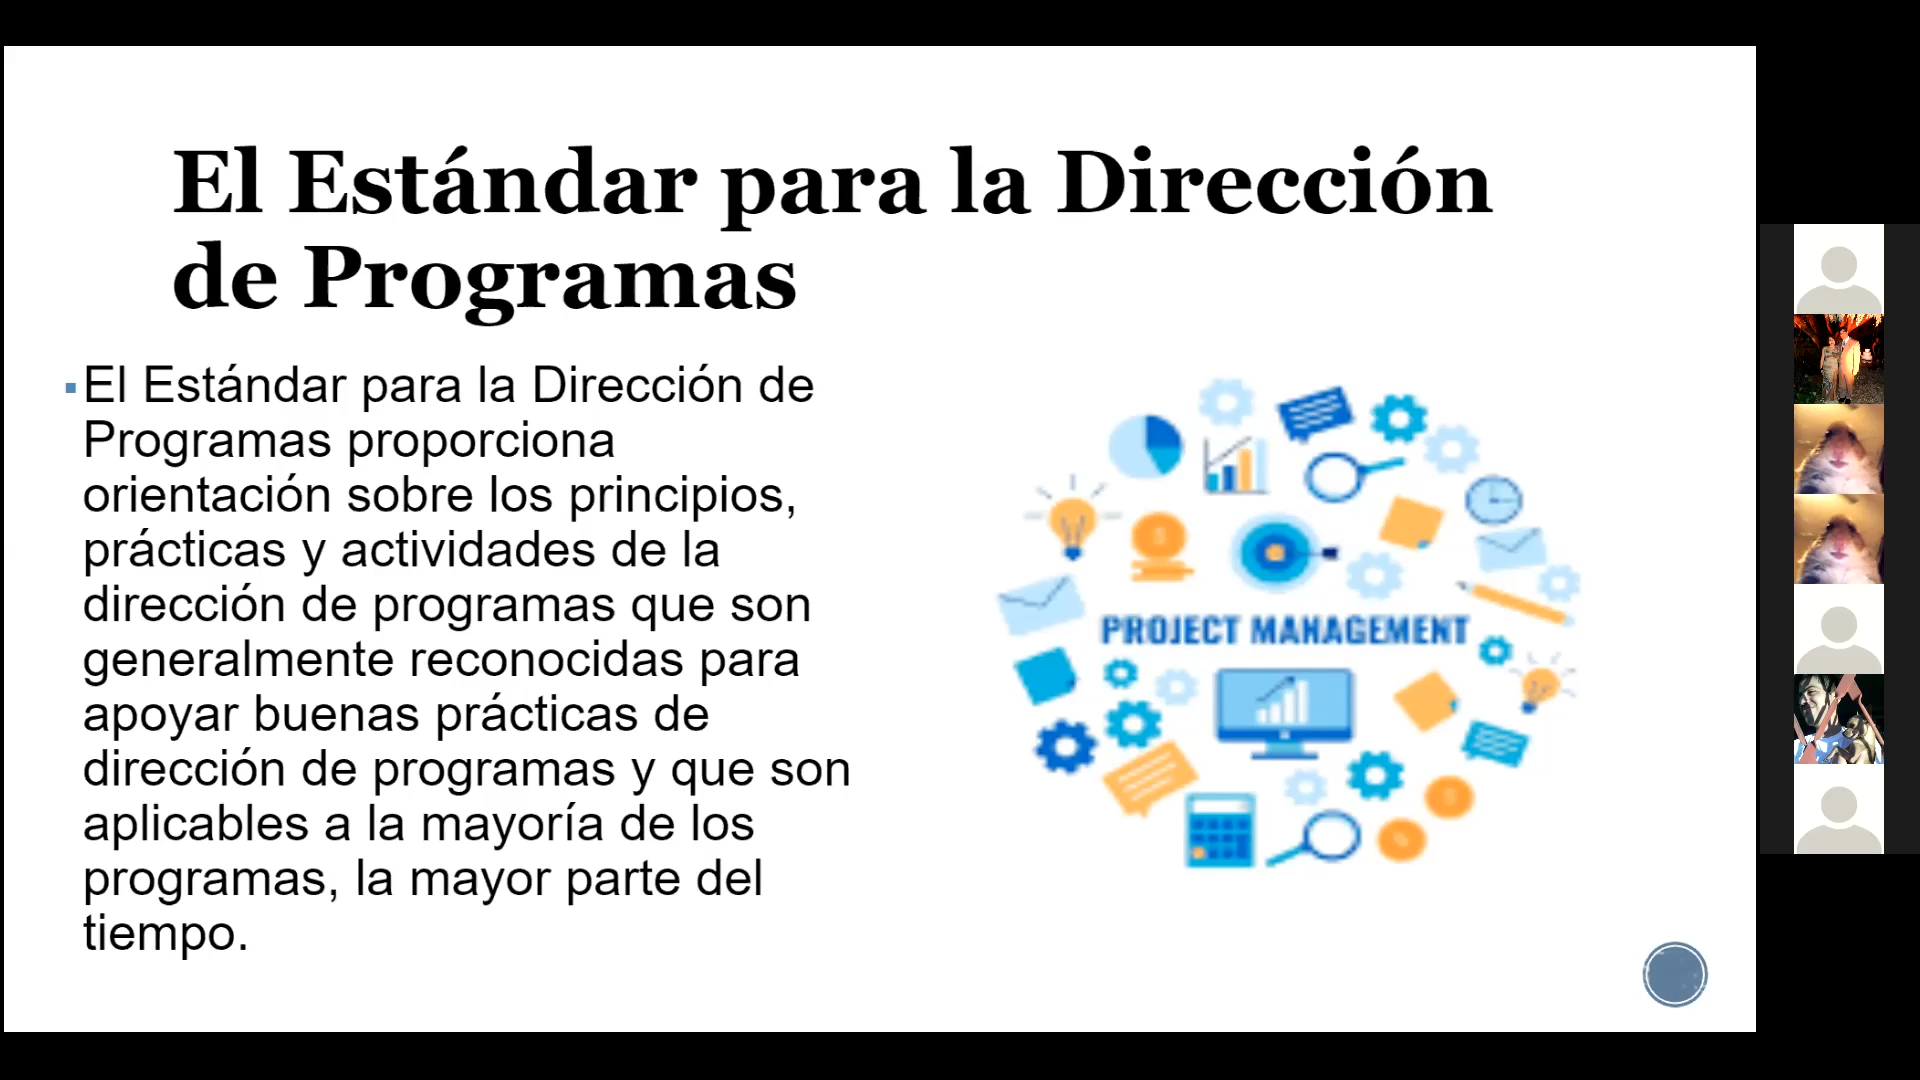 El Estándar para la Dirección
de Programas
El Estándar para la Dirección de
Programas proporciona
orientación sobre los principios,
prácticas y actividades de la
dirección de programas que son
generalmente reconocidas para
apoyar buenas prácticas de
dirección de programas y que son
aplicables a la mayoría de los
programas, la mayor parte del
tiempo.
PROJECT MANAGEMENT